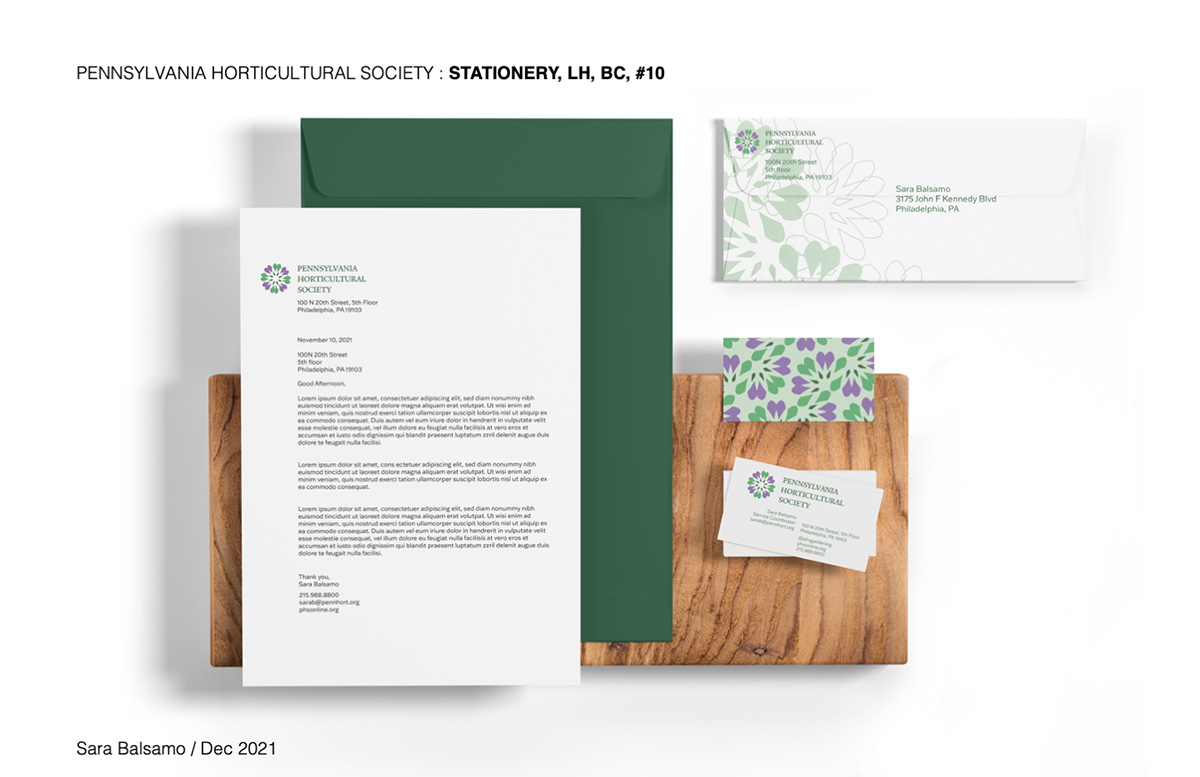 PENNSYLVANIA HORTICULTURAL SOCIETY : STATIONERY, LH, BC, #10
PENNSYLVANIA
HORTICULTURAL
SOCIETY
100N 20th Street
5th floor
Philadelphia, PA 19103
Sara Balsamo
3175 John F Kennedy Blvd
Philadelphia, PA
PENNSYLVANIA
HORTICULTURAL
SOCIETY
100 N 20th Street, 5th Floor
Philadelphia, PA 19103
November 10, 2021
100N 20th Street
5th floor
Philadelphia, PA 19103
Good Afternoon,
Lorem ipsum dolor sit amet, consectetuer adipiscing elit, sed diam nonummy nibh
euismod tincidunt ut laoreet dolore magna aliquam erat volutpat. Ut wisi enim ad
minim veniam, quis nostrud exerci tation ullamcorper suscipit lobortis nisl ut aliquip ex
ea commodo consequat. Duis autem vel eum iriure dolor in hendrerit in vulputate velit
esse molestie consequat, vel illum dolore eu feugiat nulla facilisis at vero eros et
accumsan et iusto odio dignissim qui blandit praesent luptatum zzril delenit augue duis
dolore te feugait nulla facilisi.
Lorem ipsum dolor sit amet, cons ectetuer adipiscing elit, sed diam nonummy nibh
euismod tincidunt ut laoreet dolore magna aliquam erat volutpat. Ut wisi enim ad
minim veniam, quis nostrud exerci tation ullamcorper suscipit lobortis nisl ut aliquip ex
ea commodo consequat.
Lorem ipsum dolor sit amet, consectetuer adipiscing elit, sed diam nonummy nibh
euismod tincidunt ut laoreet dolore magna aliquam erat volutpat. Ut wisi enim ad
minim veniam, quis nostrud exerci tation ullamcorper suscipit lobortis nisl ut aliquip ex
ea commodo consequat. Duis autem vel eum iriure dolor in hendrerit in vulputate velit
esse molestie consequat, vel illum dolore eu feugiat nulla facilisis at vero eros et
accumsan et iusto odio dignissim qui blandit praesent luptatum zzril delenit augue duis
dolore te feugait nulla facilisi.
Thank you,
Sara Balsamo
215.988.8800
sarab@pennhort.org
phsonline.org
PENNSYLVANIA
HORTICULTURAL
SOCIETY
Sara Balsamo
Service Coordinator
sarab@pennhort.org
100 N 20th Street, 5th Floor
Philadelphia, PA 19103
@phsgardening
phsonline.org
215.988.8800
Sara Balsamo / Dec 2021